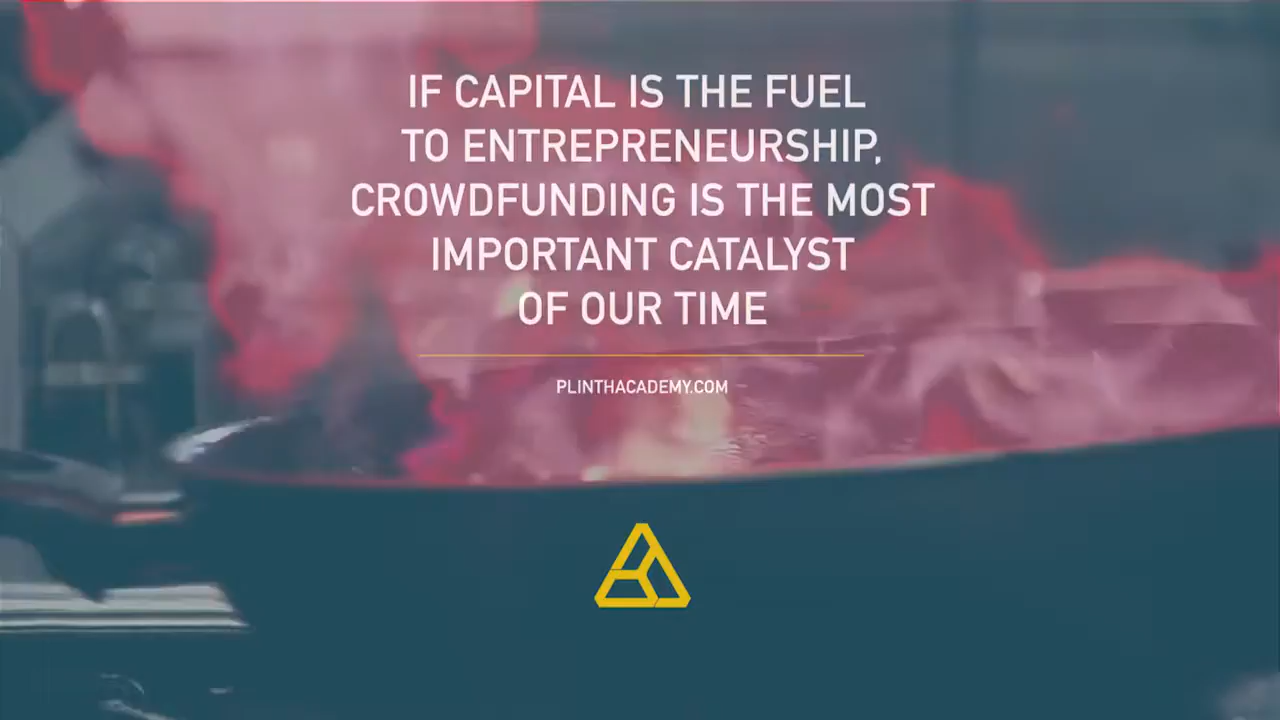 IF CAPITAL IS THE FUEL
TO ENTREPRENEURSHIP,
CROWDFUNDING IS THE MOST
IMPORTANT CATALYST
OF OUR TIME
PLINTHACADEMY.COM